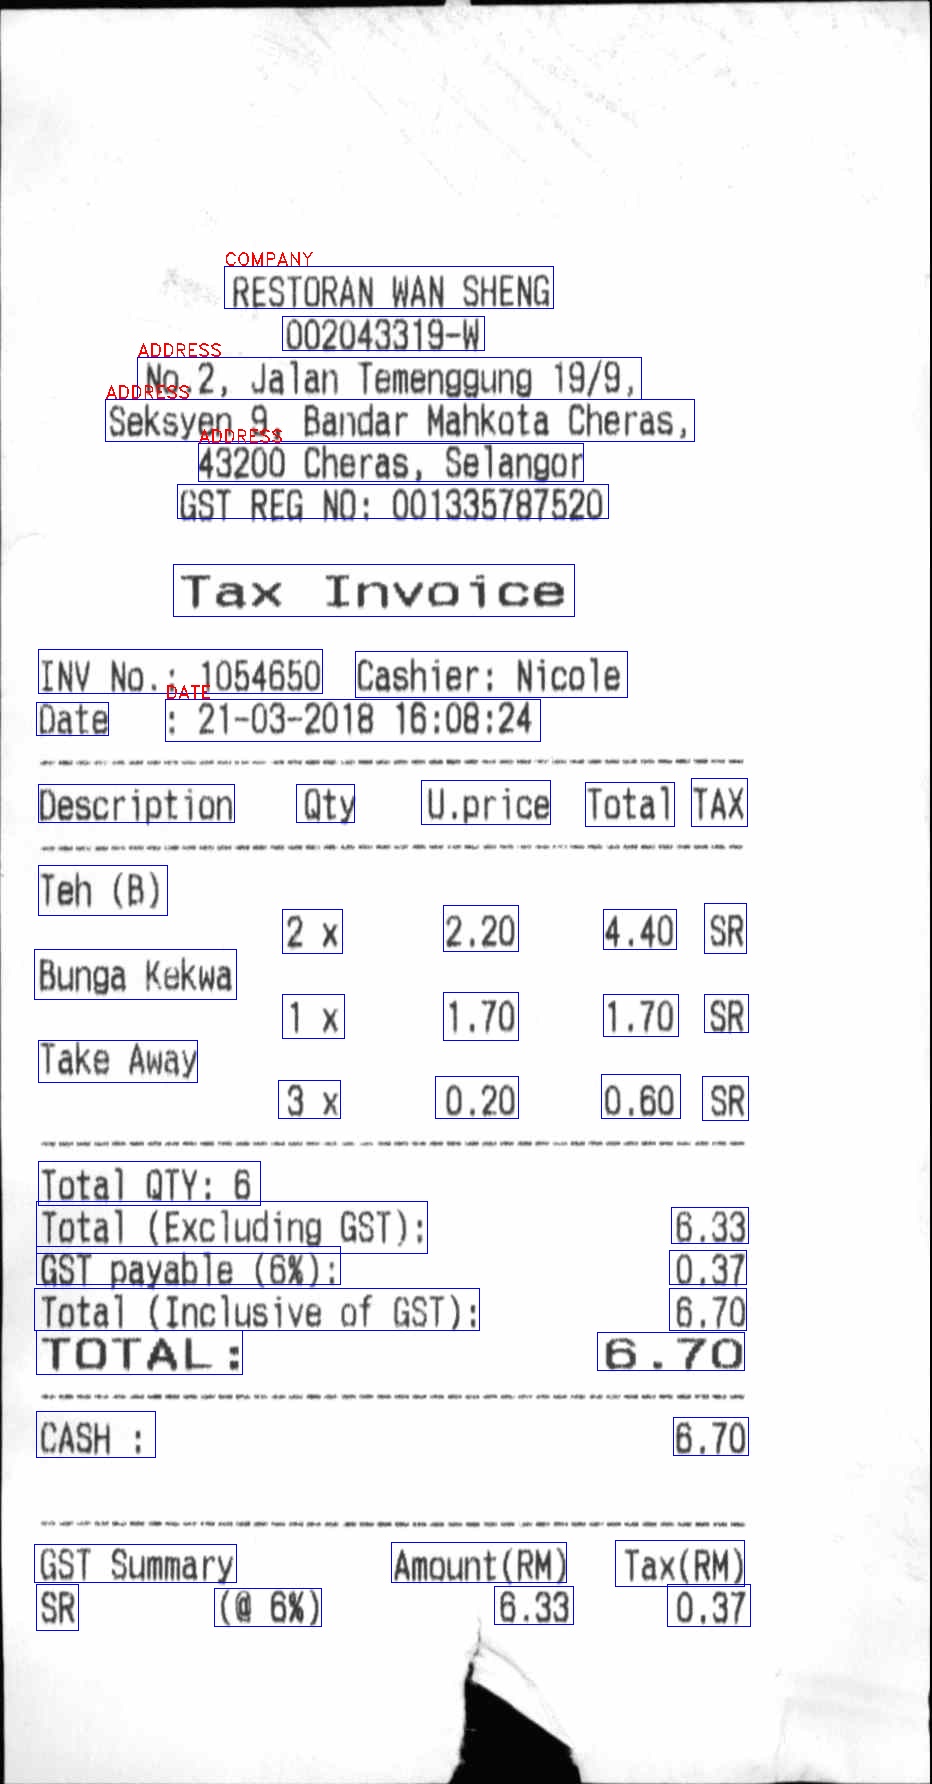 COMPANY
RESTORAN WAN SHENG
002043319-W
ADDRESS
No.2, Jalan Temenggung 19/9,
ADDRESS
Seksyen 9, Bandar Mahkota Cheras,
ADDRESS
43200 Cheras, Selangor
GST REG NO: 001335787520
Tax Invoice
INV No.: 1054650 Cashier: Nicole
DATE
Date : 21-03-2018 16:08:24
Description Qty U.price Total TAX
Teh (B)
2 x 2.20 4.40 SR
Bunga Kekwa
1 x 1.70 1.70 SR
Take Away
3 x 0.20 0.60 SR
Total QTY: 6
Total (Excluding GST): 6.33
GST payable (6%): 0.37
Total (Inclusive of GST): 6.70
TOTAL: 6.70
CASH : 6.70
GST Summary Amount(RM) Tax(RM)
SR (@ 6%) 6.33 0.37